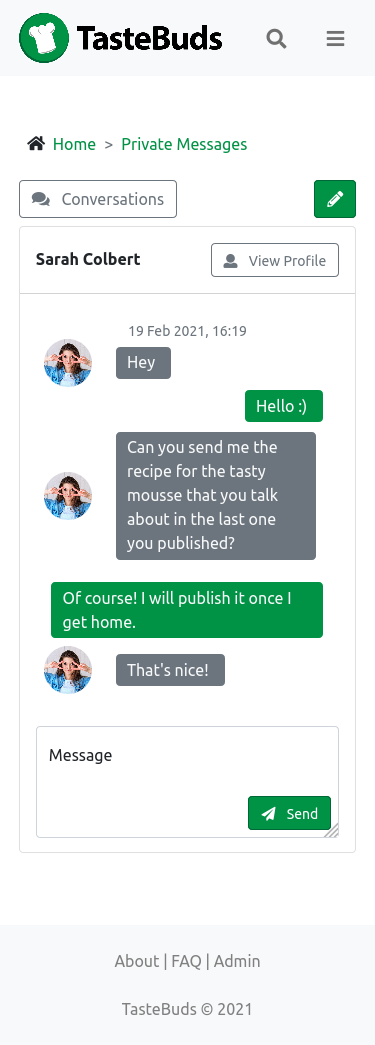 TasteBuds
Home > Private Messages
Conversations
Sarah Colbert
View Profile
19 Feb 2021, 16:19
Hey
Hello :)
Can you send me the
recipe for the tasty
mousse that you talk
about in the last one
you published?
Of course! I will publish it once I
get home.
That's nice!
Message
Send
About | FAQ | Admin
TasteBuds © 2021